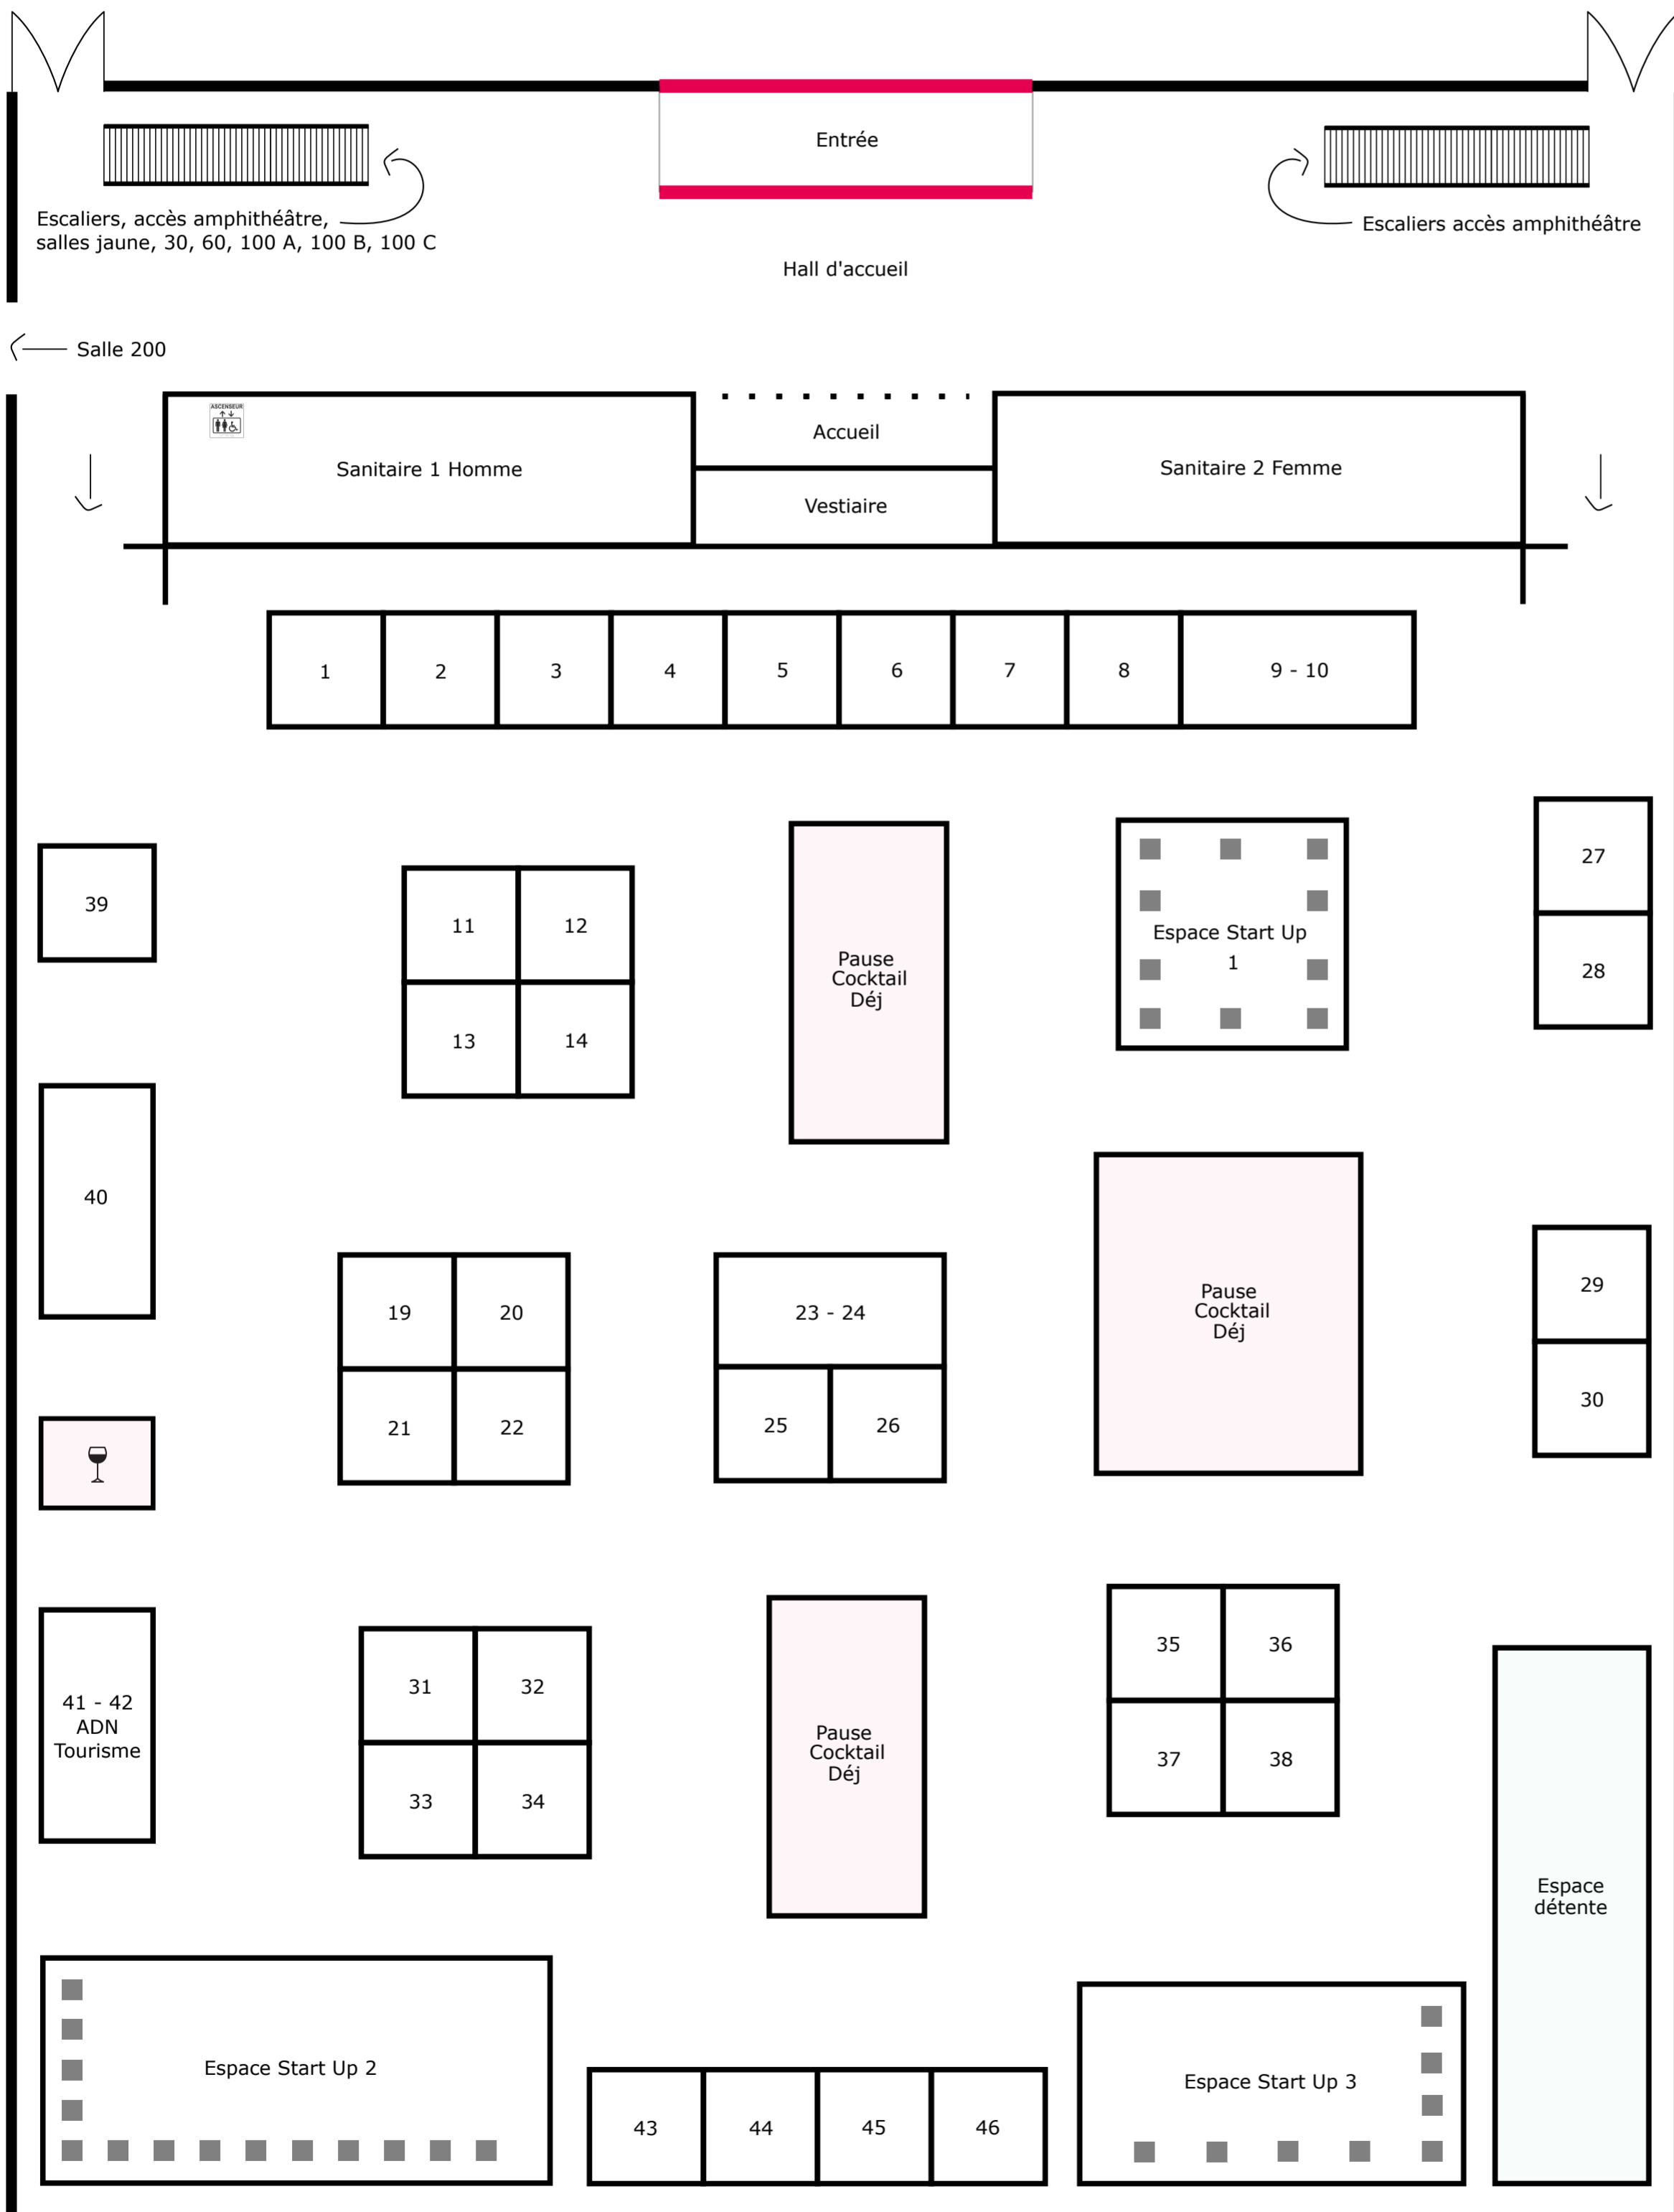 Entrée
Escaliers, accès amphithéâtre,
salles jaune, 30, 60, 100 A, 100 B, 100 C
Escaliers accès amphithéâtre
Hall d'accueil
Salle 200
ASCENSEUR
Sanitaire 1 Homme
Accueil
Vestiaire
Sanitaire 2 Femme
1
2
3
4
5
6
7
8
9 - 10
39
11
12
13
14
Pause
Cocktail
Déj
Espace Start Up
1
27
28
40
19
20
21
22
23 - 24
25
26
Pause
Cocktail
Déj
29
30
41 - 42
ADN
Tourisme
31
32
33
34
Pause
Cocktail
Déj
35
36
37
38
Espace
détente
Espace Start Up 2
43
44
45
46
Espace Start Up 3